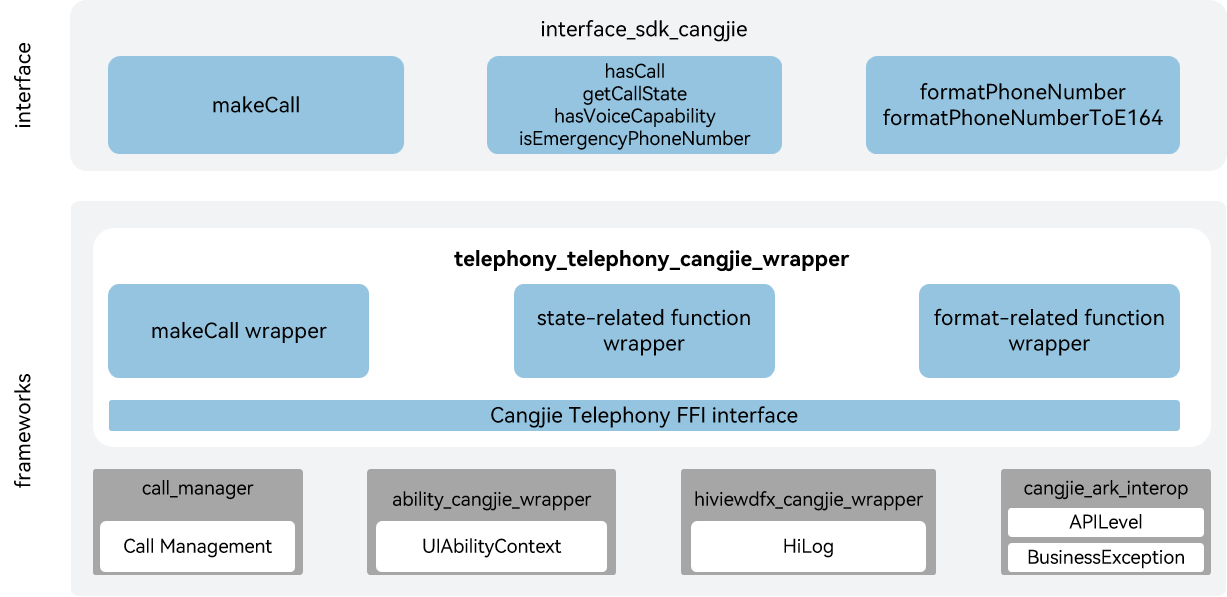 interface
interface_sdk_cangjie
makeCall
hasCall
getCallState
hasVoiceCapability
isEmergencyPhoneNumber
formatPhoneNumber
formatPhoneNumberToE164
frameworks
telephony_telephony_cangjie_wrapper
makeCall wrapper
state-related function
wrapper
format-related function
wrapper
Cangjie Telephony FFI interface
call_manager
Call Management
ability_cangjie_wrapper
UIAbilityContext
hiviewdfx_cangjie_wrapper
HiLog
cangjie_ark_interop
APILevel
BusinessException